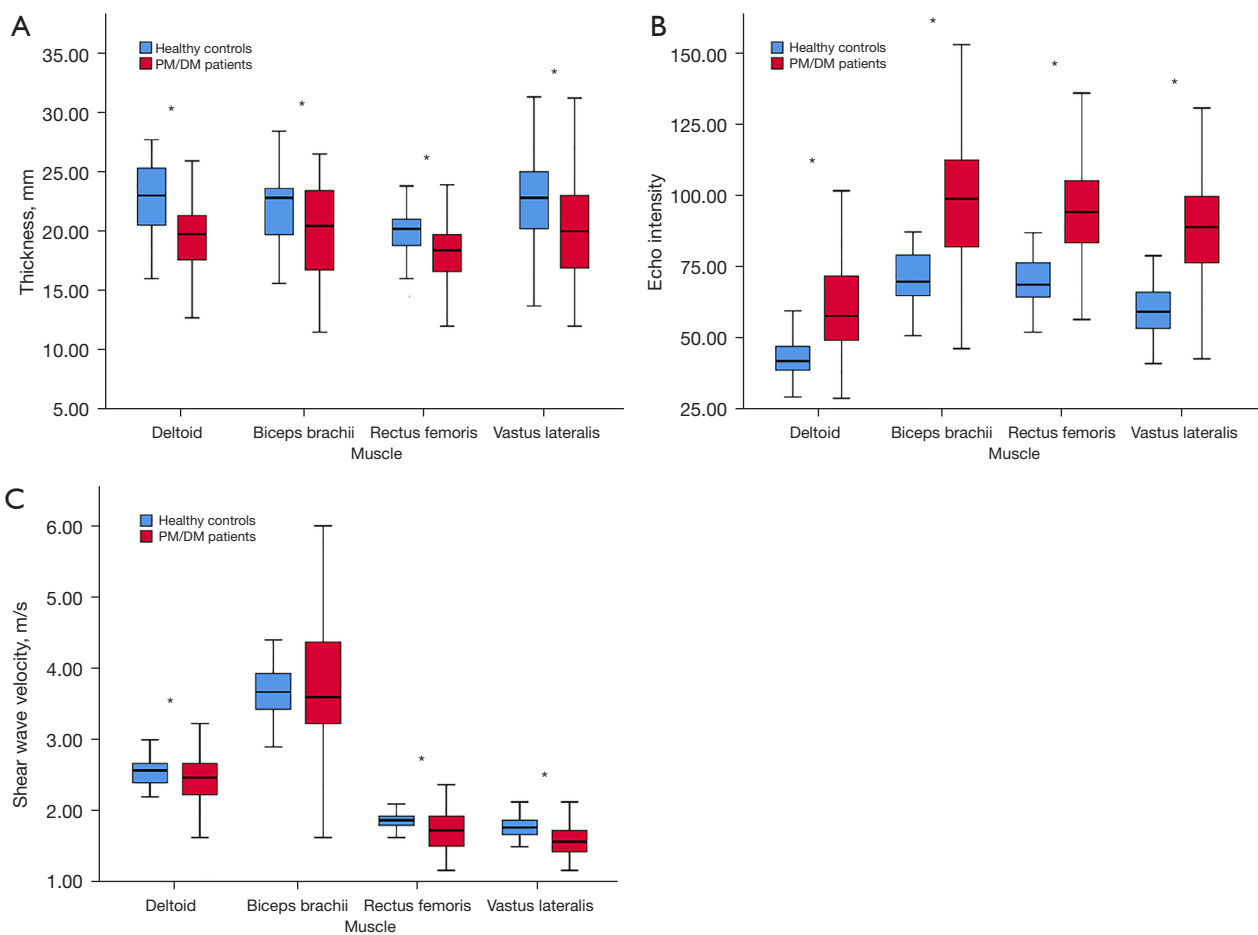 A
Healthy controls
PM/DM patients
Thickness, mm
35.00
30.00
25.00
20.00
15.00
10.00
5.00
*
*
*
*
Deltoid
Biceps brachii
Rectus femoris
Vastus lateralis
Muscle
B
Healthy controls
PM/DM patients
Echo intensity
150.00
125.00
100.00
75.00
50.00
25.00
*
*
*
*
Deltoid
Biceps brachii
Rectus femoris
Vastus lateralis
Muscle
C
Healthy controls
PM/DM patients
Shear wave velocity, m/s
6.00
5.00
4.00
3.00
2.00
1.00
*
*
*
Deltoid
Biceps brachii
Rectus femoris
Vastus lateralis
Muscle